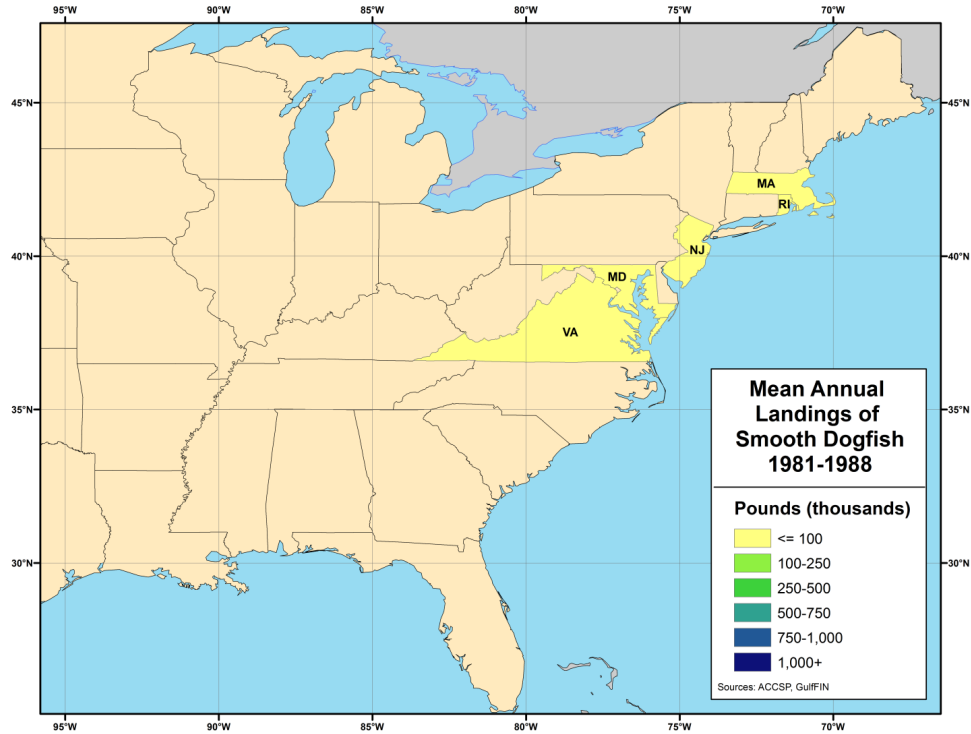 95°W 90°W 85°W 80°W 75°W 70°W
45°N 45°N
MA
RI
NJ
40°N 40°N
MD
VA
35°N 35°N
Mean Annual
Landings of
Smooth Dogfish
1981-1988
Pounds (thousands)
<= 100
30°N 30°N
100-250
250-500
500-750
750-1,000
1,000+
Sources: ACCSP, GulfFIN
95°W 90°W 85°W 80°W 75°W 70°W